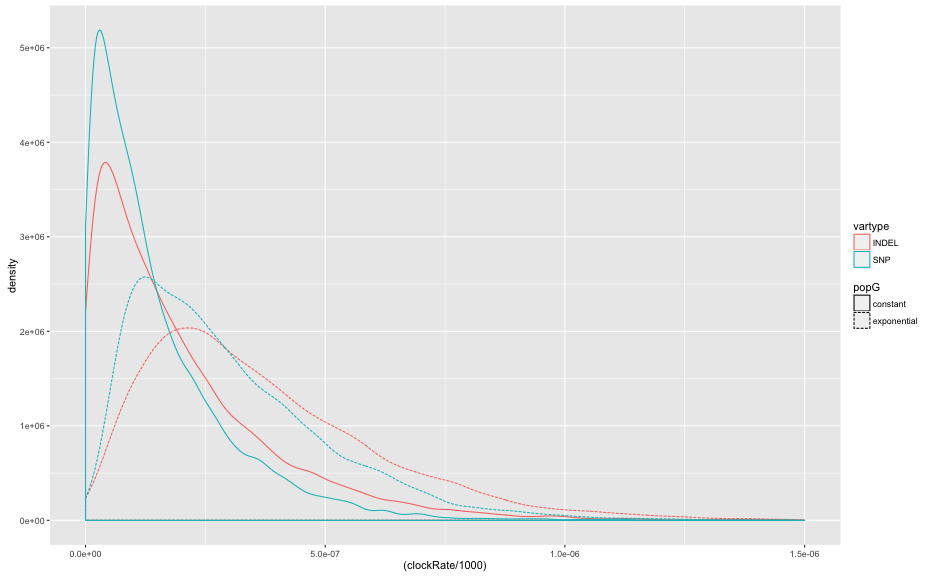 density
5e+06
4e+06
3e+06
2e+06
1e+06
0e+00
0.0e+00 5.0e-07 1.0e-06 1.5e-06
(clockRate/1000)
vartype
INDEL
SNP
popG
constant
exponential